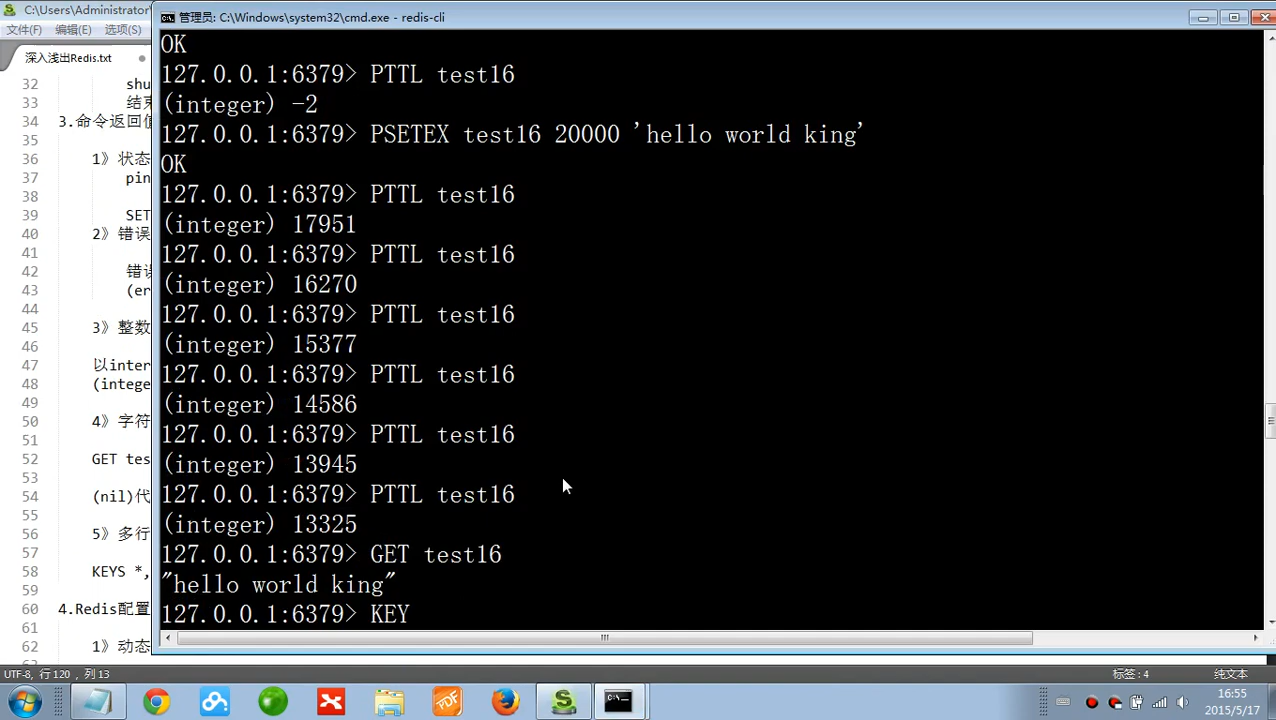 C:\Users\Administrator
管理员: C:\Windows\system32\cmd.exe - redis-cli
文件(F) 编辑(E) 选项(S)
深入浅出Redis.txt
OK
127.0.0.1:6379> PTTL test16
(integer) -2
127.0.0.1:6379> PSETEX test16 20000 'hello world king'
OK
127.0.0.1:6379> PTTL test16
(integer) 17951
127.0.0.1:6379> PTTL test16
(integer) 16270
127.0.0.1:6379> PTTL test16
(integer) 15377
127.0.0.1:6379> PTTL test16
(integer) 14586
127.0.0.1:6379> PTTL test16
(integer) 13945
127.0.0.1:6379> PTTL test16
(integer) 13325
127.0.0.1:6379> GET test16
"hello world king"
127.0.0.1:6379> KEY
32 shu
33 结束
34 3.命令返回值
35
36 1》状态
37 pin
38
39 SET
40 2》错误
41
42 错误
43 (er
44
45 3》整数
46
47 以inter
48 (intege
49
50 4》字符
51
52 GET tes
53
54 (nil)代
55
56 5》多行
57
58 KEYS *,
59
60 4.Redis配置
61
62 1》动态
UTF-8, 行 120 , 列 13
标签: 4
纯文本
PDF
16:55
2015/5/17